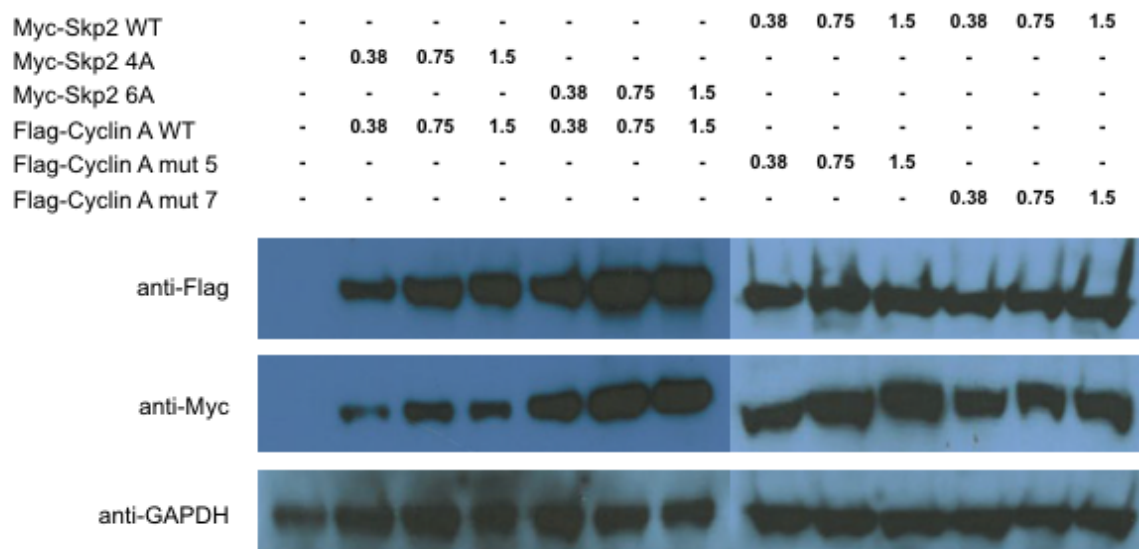 Myc-Skp2 WT - - - - - - - 0.38 0.75 1.5 0.38 0.75 1.5
Myc-Skp2 4A - 0.38 0.75 1.5 - - - - - - - - -
Myc-Skp2 6A - - - - 0.38 0.75 1.5 - - - - - -
Flag-Cyclin A WT - 0.38 0.75 1.5 0.38 0.75 1.5 - - - - - -
Flag-Cyclin A mut 5 - - - - - - - 0.38 0.75 1.5 - - -
Flag-Cyclin A mut 7 - - - - - - - - - - 0.38 0.75 1.5
anti-Flag
anti-Myc
anti-GAPDH